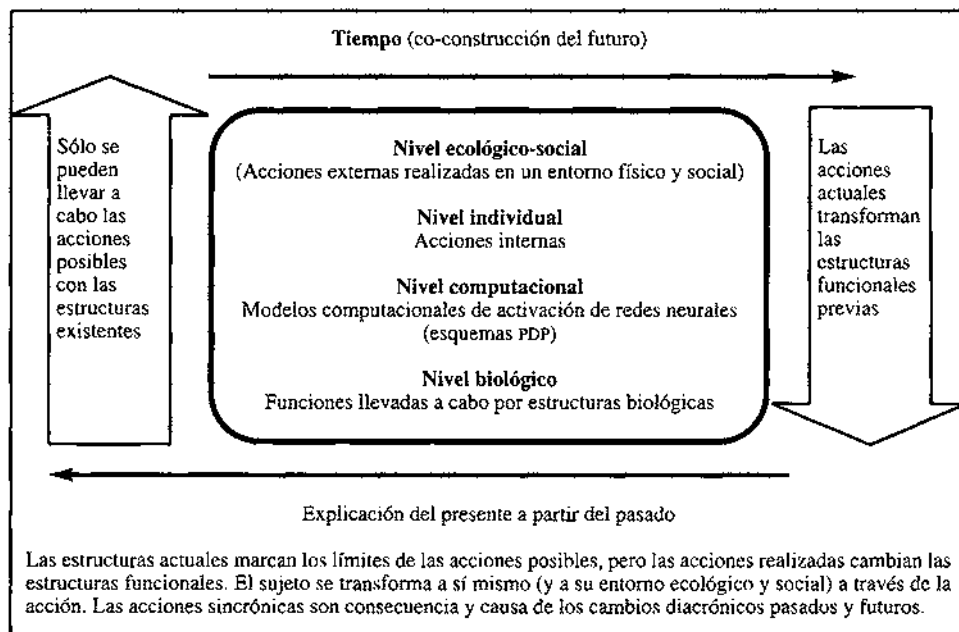 Tiempo (co-construcción del futuro)
Sólo se
pueden
llevar a
cabo las
acciones
posibles
con las
estructuras
existentes
Nivel ecológico-social
(Acciones externas realizadas en un entorno físico y social)
Nivel individual
Acciones internas
Nivel computacional
Modelos computacionales de activación de redes neurales
(esquemas PDP)
Nivel biológico
Funciones llevadas a cabo por estructuras biológicas
Las
acciones
actuales
transforman
las
estructuras
funcionales
previas
Explicación del presente a partir del pasado
Las estructuras actuales marcan los límites de las acciones posibles, pero las acciones realizadas cambian las
estructuras funcionales. El sujeto se transforma a sí mismo (y a su entorno ecológico y social) a través de la
acción. Las acciones sincrónicas son consecuencia y causa de los cambios diacrónicos pasados y futuros.